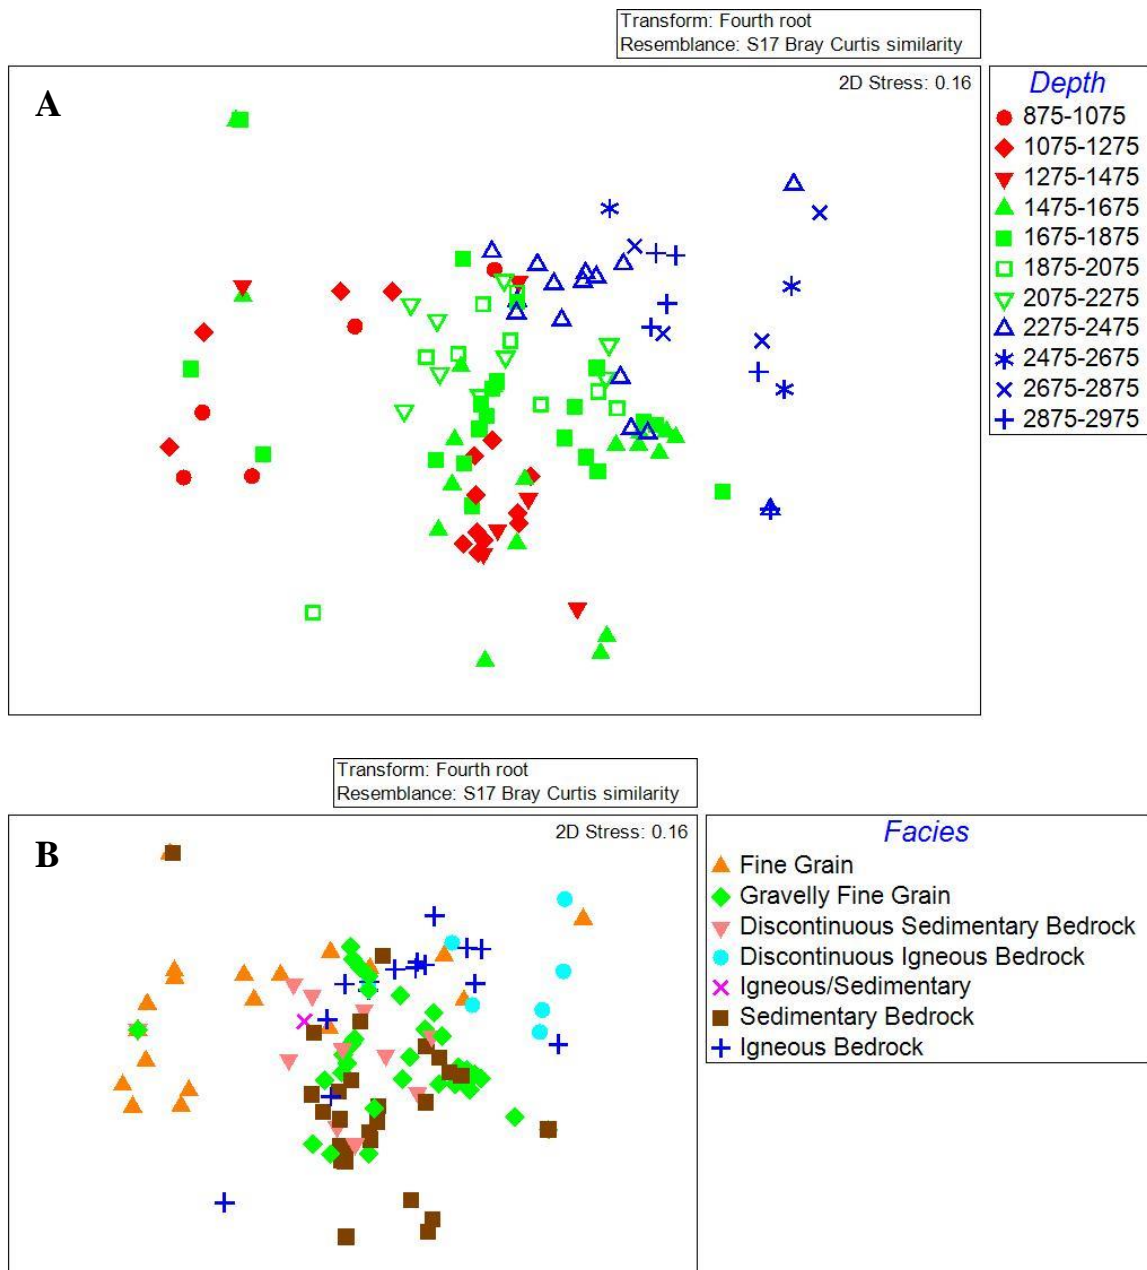 Transform: Fourth root
Resemblance: S17 Bray Curtis similarity
A
2D Stress: 0.16
Depth
875-1075
1075-1275
1275-1475
1475-1675
1675-1875
1875-2075
2075-2275
2275-2475
2475-2675
2675-2875
2875-2975
Transform: Fourth root
Resemblance: S17 Bray Curtis similarity
B
2D Stress: 0.16
Facies
Fine Grain
Gravelly Fine Grain
Discontinuous Sedimentary Bedrock
Discontinuous Igneous Bedrock
Igneous/Sedimentary
Sedimentary Bedrock
Igneous Bedrock